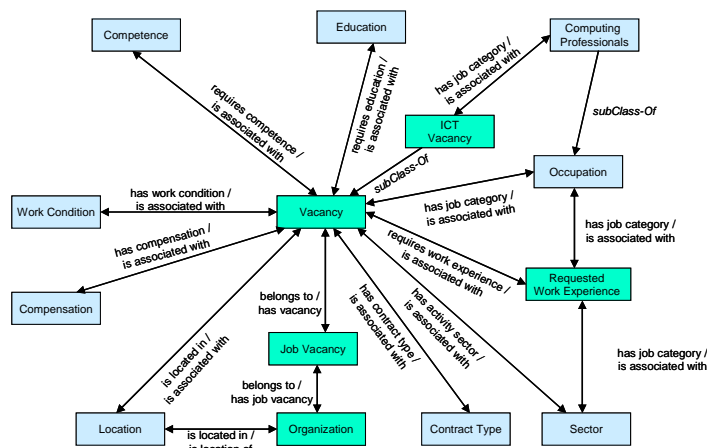 Competence
Education
Computing
Professionals
has job category /
is associated with
requires competence /
is associated with
requires education /
is associated with
ICT
Vacancy
subClass-Of
subClass-Of
Occupation
has work condition /
is associated with
Work Condition
Vacancy
has job category /
is associated with
has job category /
is associated with
has compensation /
is associated with
requires work experience /
is associated with
Requested
Work Experience
Compensation
belongs to /
has vacancy
has contract type /
is associated with
has activity sector /
is associated with
is located in /
is associated with
Job Vacancy
has job category /
is associated with
belongs to /
has job vacancy
Location
is located in /
is location of
Organization
Contract Type
Sector